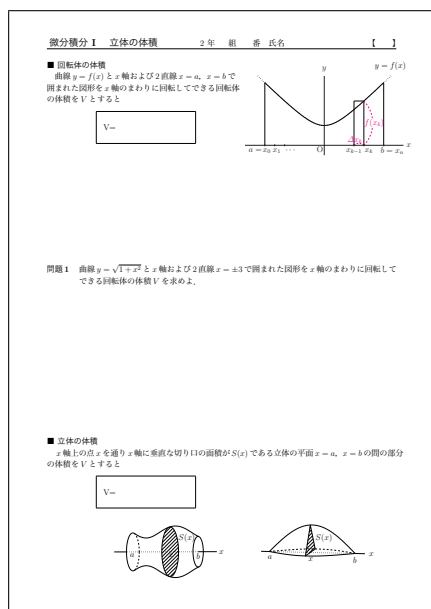 微分積分 I 立体の体積 2年 組 番 氏名 【 】
■ 回転体の体積
曲線 y = f(x) と x 軸および 2 直線 x = a, x = b で
囲まれた図形を x 軸のまわりに回転してできる回転体
の体積を V とすると
V=
y
y = f(x)
f(xₖ)
Δxₖ
a = x₀ x₁ ··· O xₖ₋₁ xₖ b = xₙ x
問題 1 曲線 y = √(1 + x²) と x 軸および 2 直線 x = ±3 で囲まれた図形を x 軸のまわりに回転して
できる回転体の体積 V を求めよ.
■ 立体の体積
x 軸上の点 x を通り x 軸に垂直な切り口の面積が S(x) である立体の平面 x = a, x = b の間の部分
の体積を V とすると
V=
a S(x) b x
a S(x) x b x